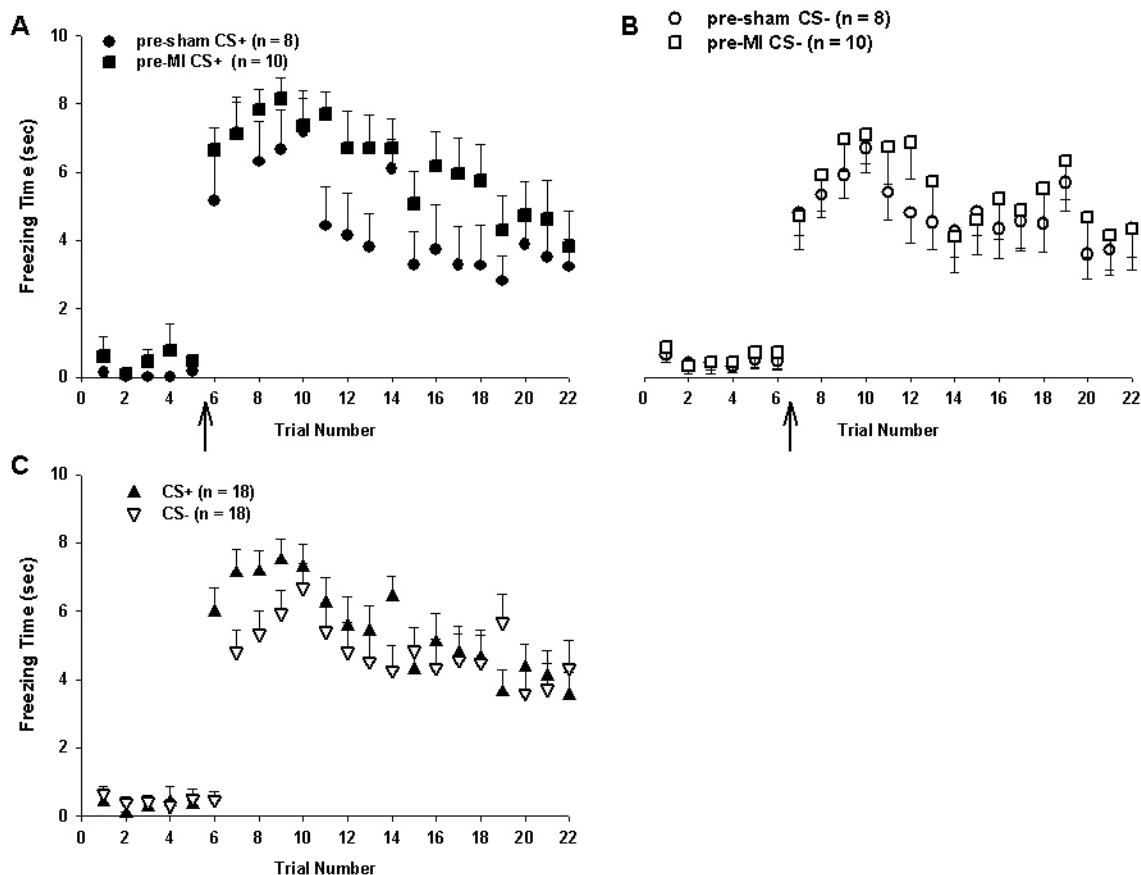 A
pre-sham CS+ (n = 8)
pre-MI CS+ (n = 10)
10
8
6
4
2
0
Freezing Time (sec)
0 2 4 6 8 10 12 14 16 18 20 22
Trial Number
B
pre-sham CS- (n = 8)
pre-MI CS- (n = 10)
0 2 4 6 8 10 12 14 16 18 20 22
Trial Number
C
CS+ (n = 18)
CS- (n = 18)
10
8
6
4
2
0
Freezing Time (sec)
0 2 4 6 8 10 12 14 16 18 20 22
Trial Number